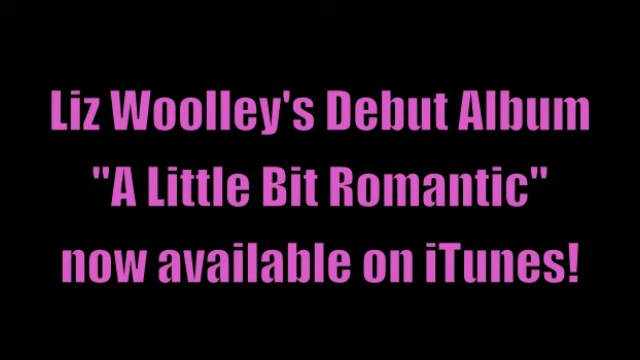 Liz Woolley's Debut Album
"A Little Bit Romantic"
now available on iTunes!